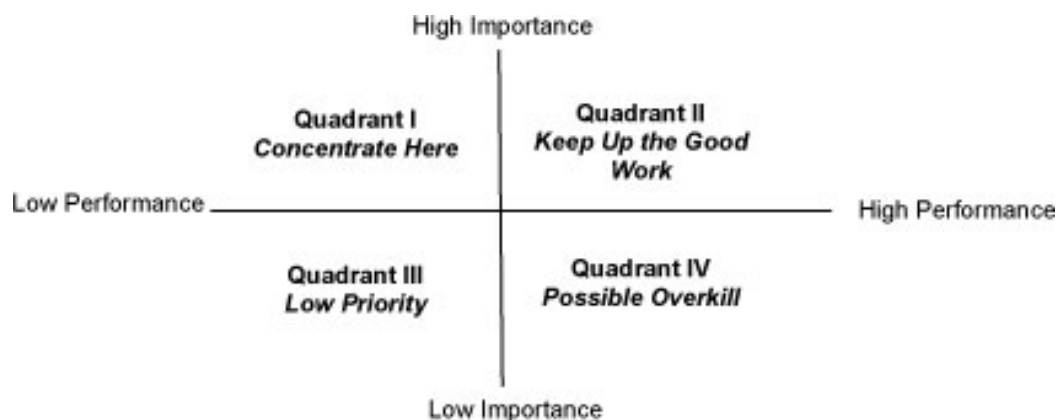 High Importance
Quadrant I
Concentrate Here
Quadrant II
Keep Up the Good
Work
Low Performance
High Performance
Quadrant III
Low Priority
Quadrant IV
Possible Overkill
Low Importance